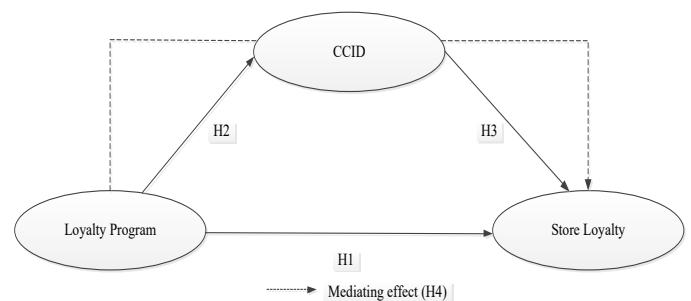 CCID
H2
H3
Loyalty Program
Store Loyalty
H1
Mediating effect (H4)